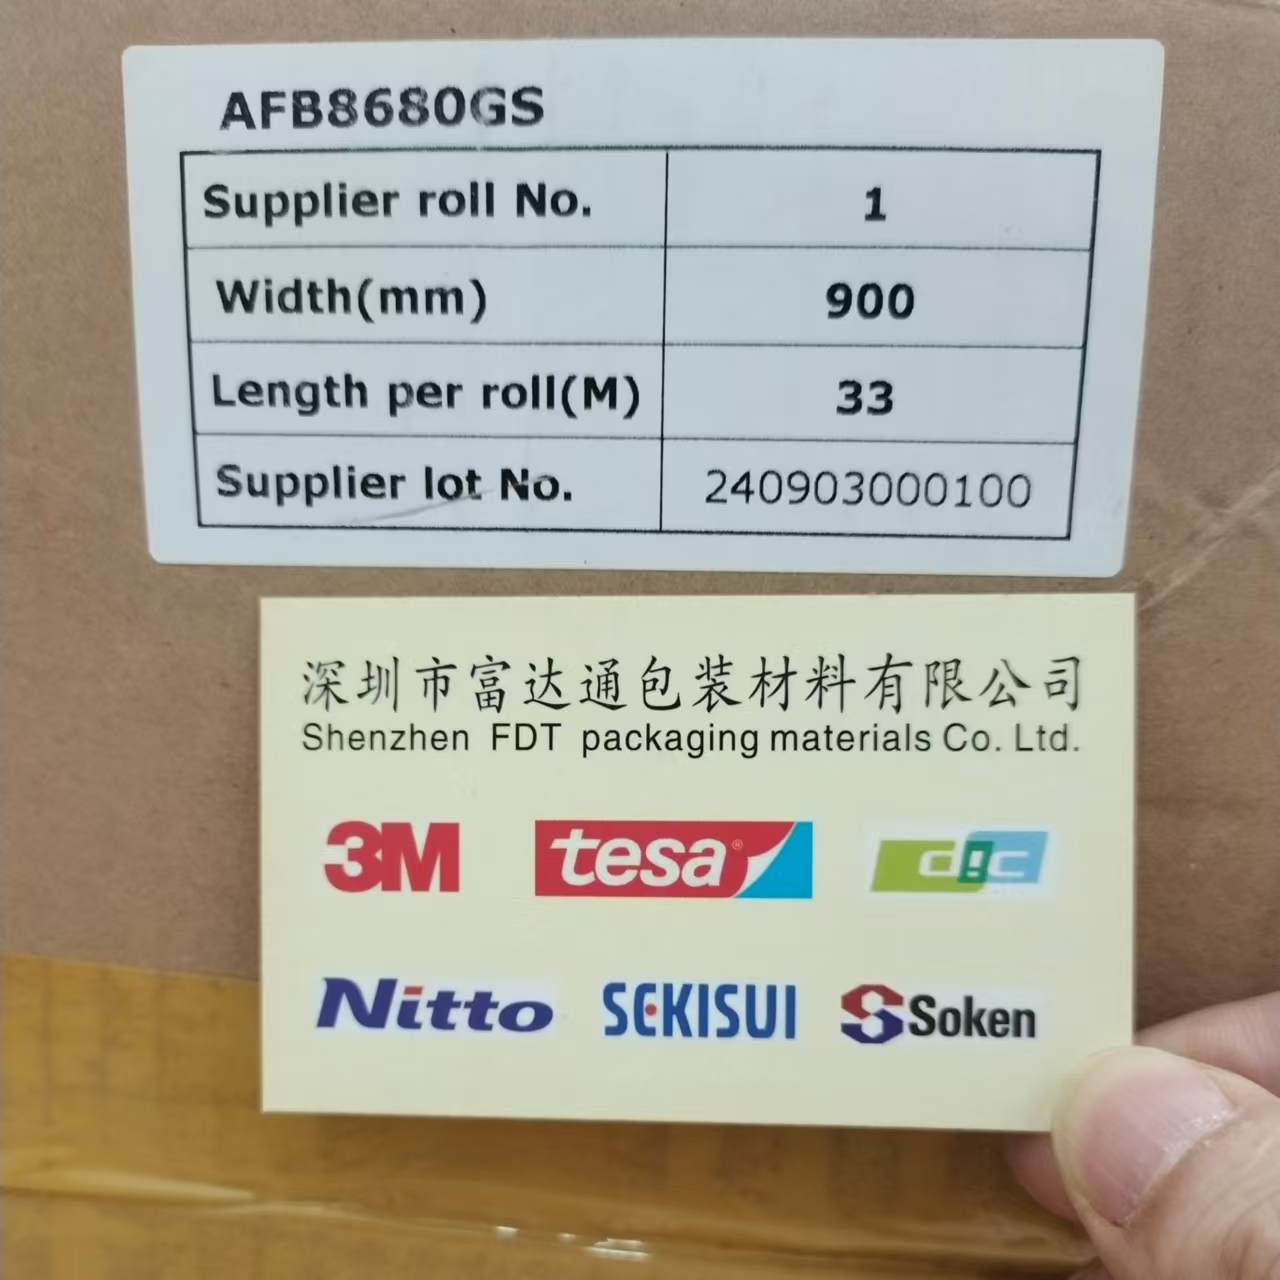 AFB8680GS
Supplier roll No. 1
Width(mm) 900
Length per roll(M) 33
Supplier lot No. 240903000100
深圳市富达通包装材料有限公司
Shenzhen FDT packaging materials Co. Ltd.
3M tesa® dic
Nitto SEKISUI Soken